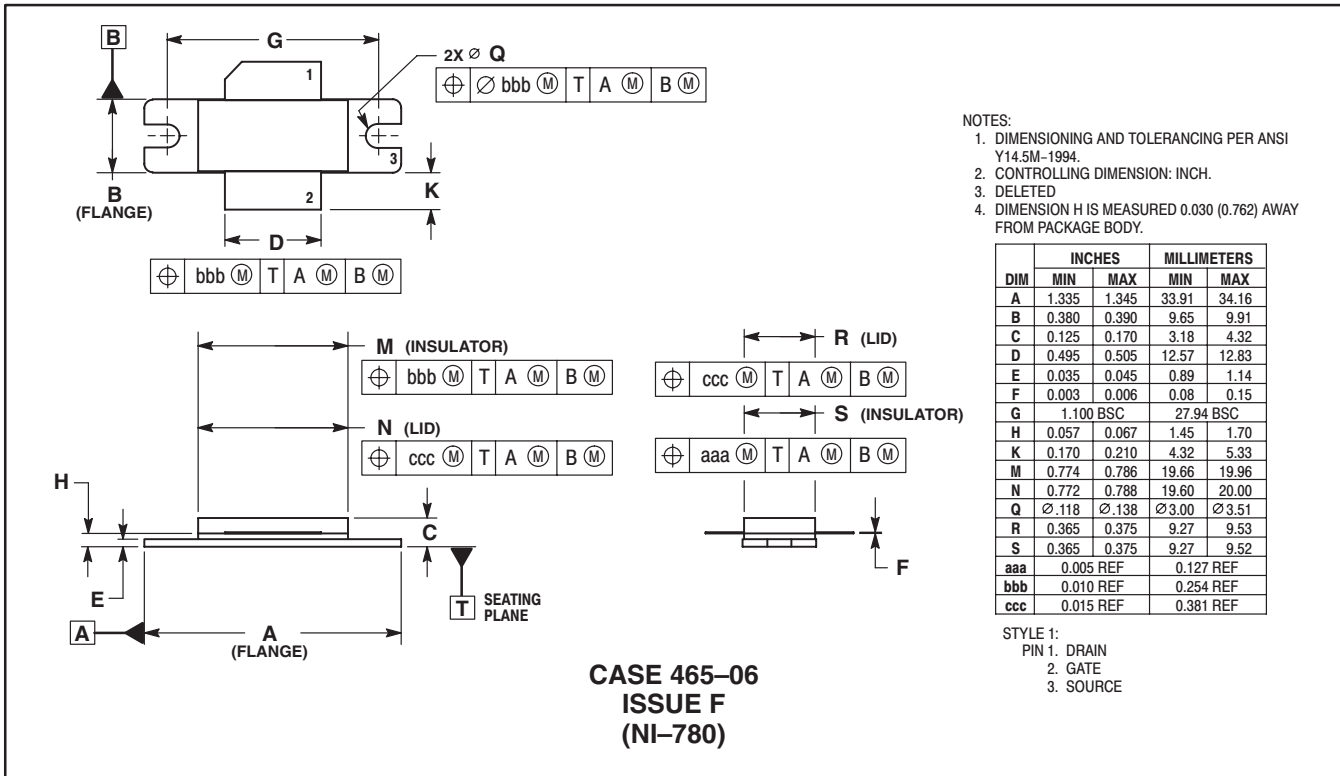 B
G
2X ⌀ Q
⌖ ⌀ bbb Ⓜ T A Ⓜ B Ⓜ
1
3
2
B
(FLANGE)
K
D
⌖ bbb Ⓜ T A Ⓜ B Ⓜ
M (INSULATOR)
⌖ bbb Ⓜ T A Ⓜ B Ⓜ
N (LID)
⌖ ccc Ⓜ T A Ⓜ B Ⓜ
H
C
E
T SEATING
PLANE
A
A
(FLANGE)
R (LID)
⌖ ccc Ⓜ T A Ⓜ B Ⓜ
S (INSULATOR)
⌖ aaa Ⓜ T A Ⓜ B Ⓜ
F
NOTES:
1. DIMENSIONING AND TOLERANCING PER ANSI
Y14.5M–1994.
2. CONTROLLING DIMENSION: INCH.
3. DELETED
4. DIMENSION H IS MEASURED 0.030 (0.762) AWAY
FROM PACKAGE BODY.
INCHES MILLIMETERS
DIM MIN MAX MIN MAX
A 1.335 1.345 33.91 34.16
B 0.380 0.390 9.65 9.91
C 0.125 0.170 3.18 4.32
D 0.495 0.505 12.57 12.83
E 0.035 0.045 0.89 1.14
F 0.003 0.006 0.08 0.15
G 1.100 BSC 27.94 BSC
H 0.057 0.067 1.45 1.70
K 0.170 0.210 4.32 5.33
M 0.774 0.786 19.66 19.96
N 0.772 0.788 19.60 20.00
Q ⌀.118 ⌀.138 ⌀3.00 ⌀3.51
R 0.365 0.375 9.27 9.53
S 0.365 0.375 9.27 9.52
aaa 0.005 REF 0.127 REF
bbb 0.010 REF 0.254 REF
ccc 0.015 REF 0.381 REF
STYLE 1:
PIN 1. DRAIN
2. GATE
3. SOURCE
CASE 465–06
ISSUE F
(NI–780)